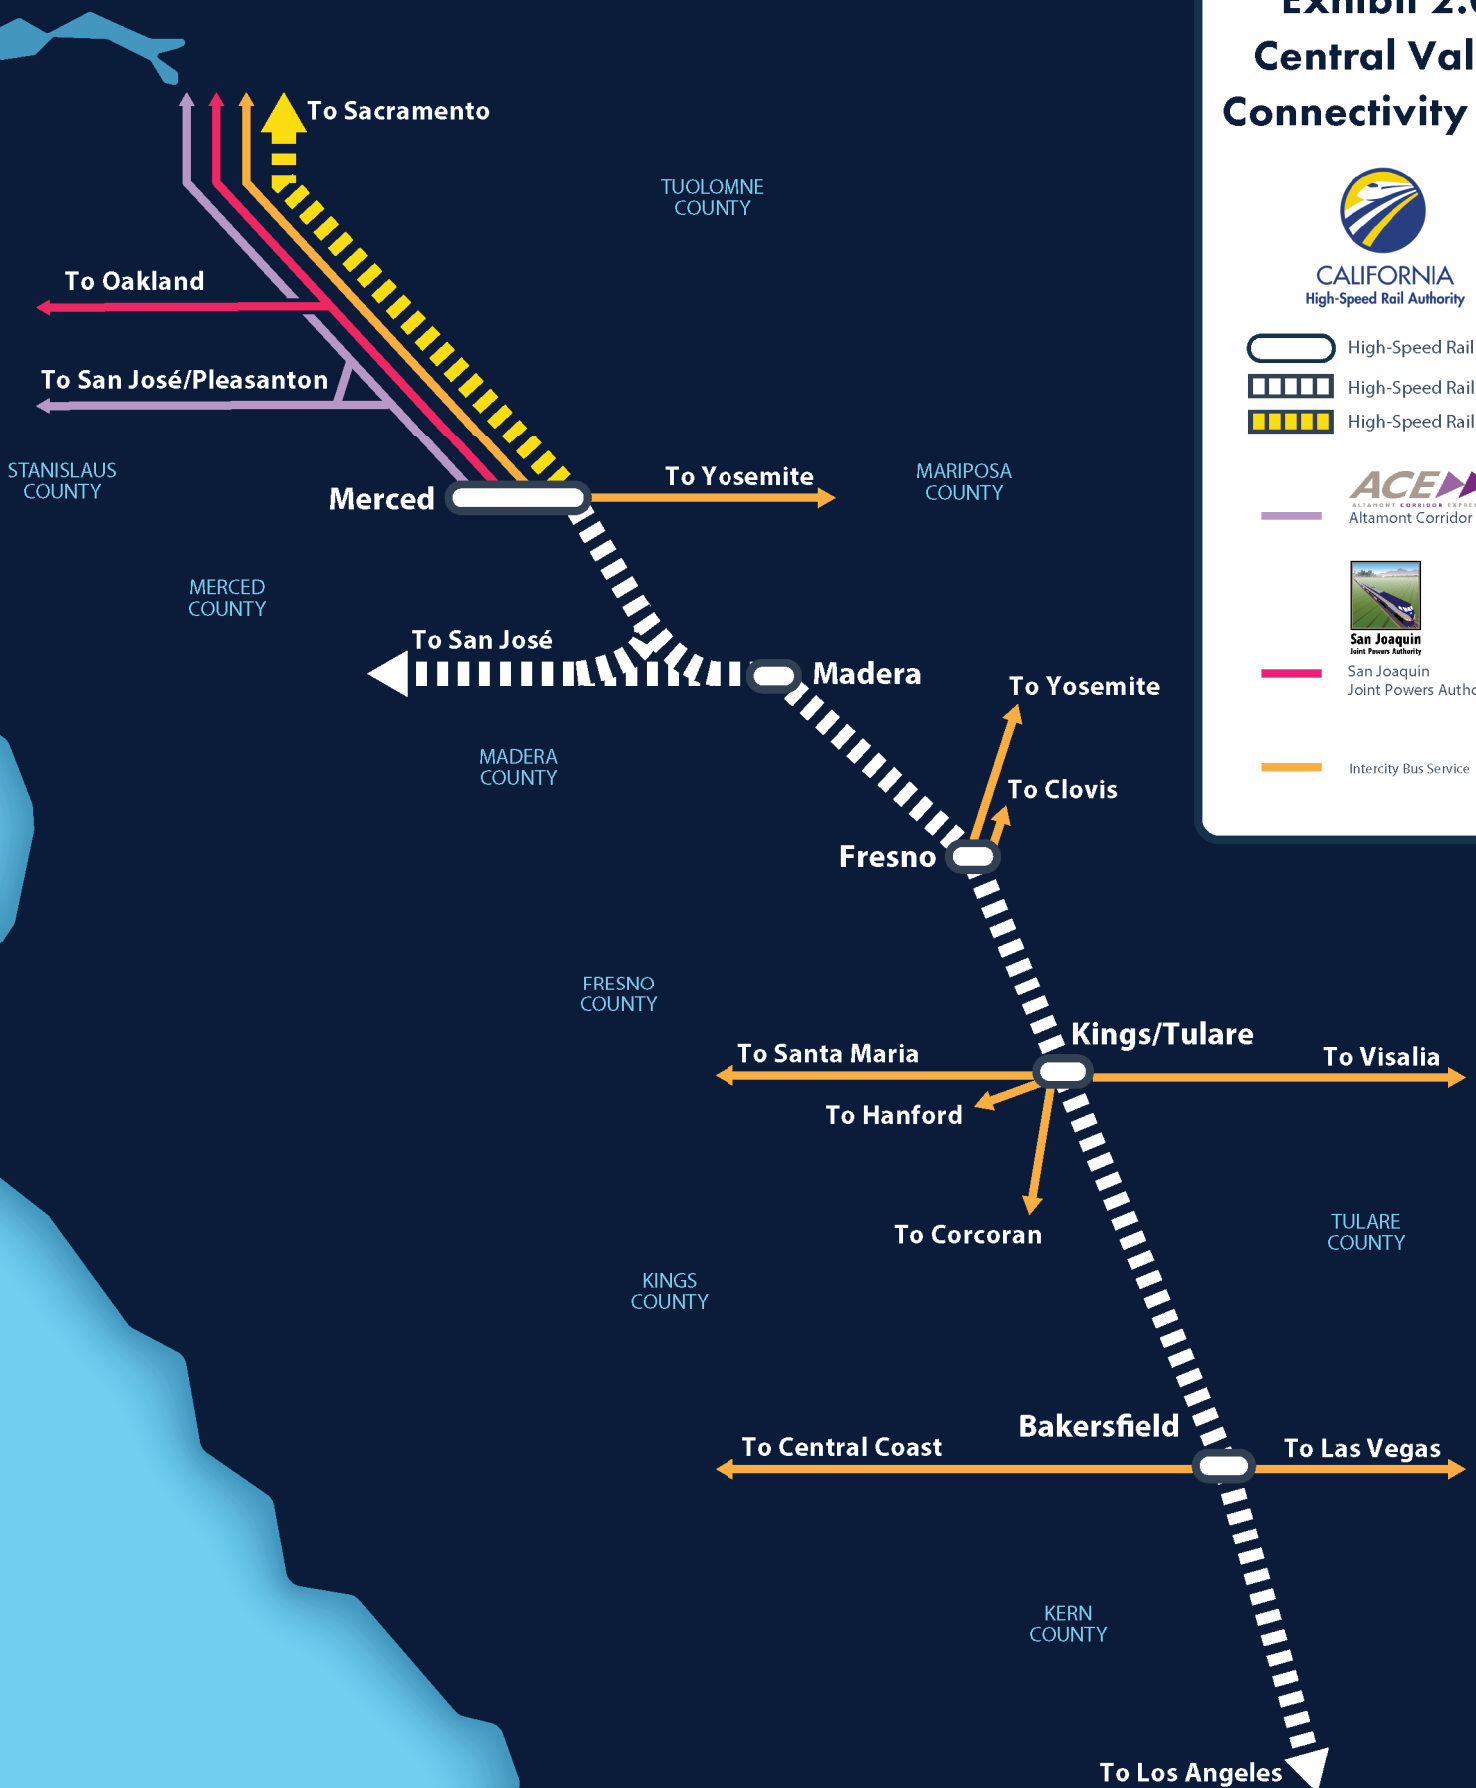 Exhibit 2.
Central Val
Connectivity
To Sacramento
TUOLOMNE
COUNTY
CALIFORNIA
High-Speed Rail Authority
To Oakland
High-Speed Rail
To San José/Pleasanton
High-Speed Rail
High-Speed Rail
STANISLAUS
COUNTY
Merced
To Yosemite
MARIPOSA
COUNTY
ACE
ALTAMONT CORRIDOR EXPRE
Altamont Corridor
MERCED
COUNTY
San Joaquin
Joint Powers Authority
San Joaquin
Joint Powers Autho
To San José
Madera
To Yosemite
MADERA
COUNTY
Intercity Bus Service
To Clovis
Fresno
FRESNO
COUNTY
Kings/Tulare
To Santa Maria
To Visalia
To Hanford
To Corcoran
TULARE
COUNTY
KINGS
COUNTY
Bakersfield
To Central Coast
To Las Vegas
KERN
COUNTY
To Los Angeles